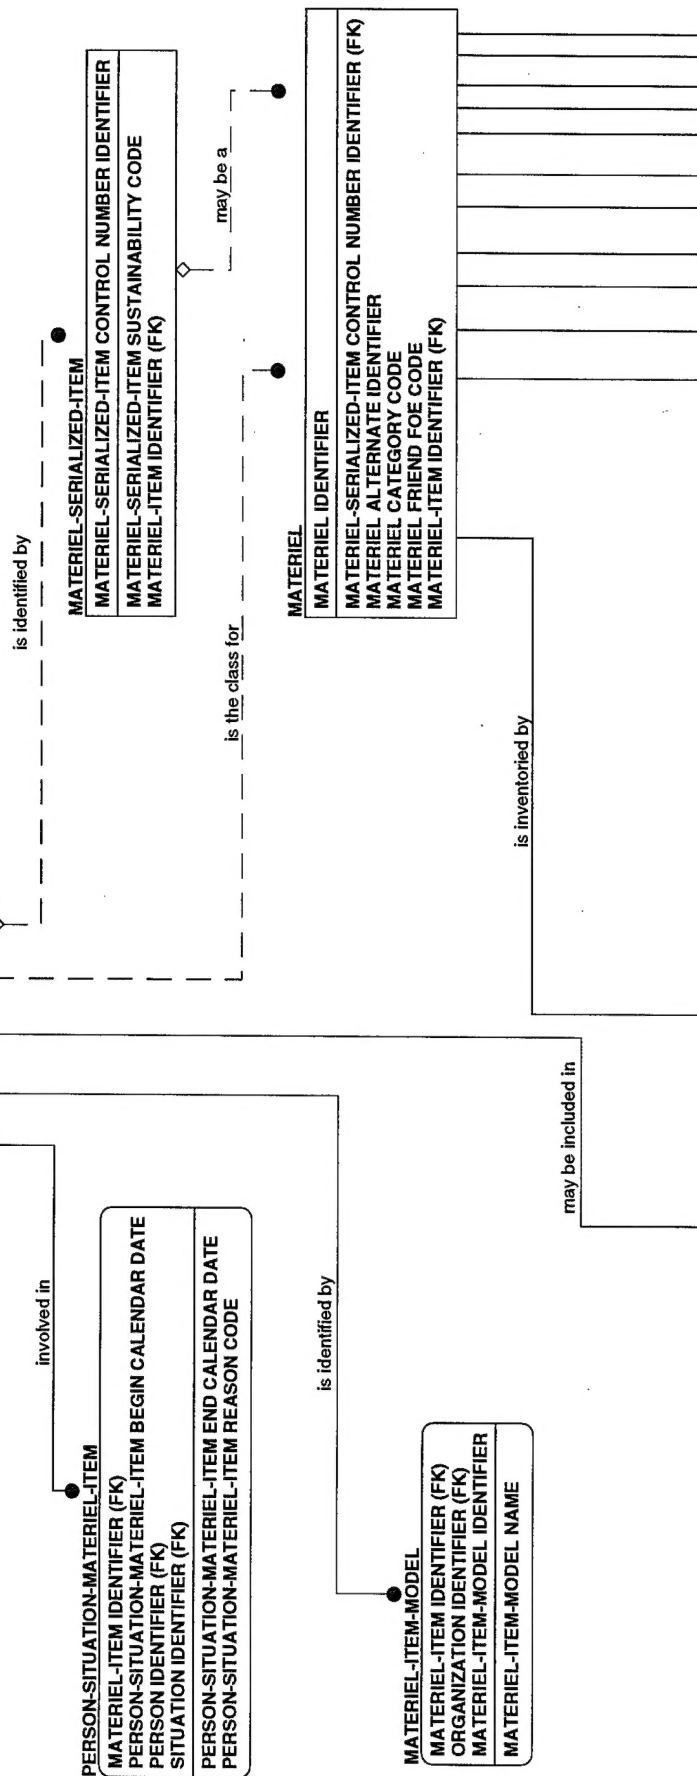 is identified by
MATERIEL-SERIALIZED-ITEM
MATERIEL-SERIALIZED-ITEM CONTROL NUMBER IDENTIFIER
MATERIEL-SERIALIZED-ITEM SUSTAINABILITY CODE
MATERIEL-ITEM IDENTIFIER (FK)
may be a
is the class for
MATERIEL
MATERIEL IDENTIFIER
MATERIEL-SERIALIZED-ITEM CONTROL NUMBER IDENTIFIER (FK)
MATERIEL ALTERNATE IDENTIFIER
MATERIEL CATEGORY CODE
MATERIEL FRIEND FOE CODE
MATERIEL-ITEM IDENTIFIER (FK)
is inventoried by
involved in
PERSON-SITUATION-MATERIEL-ITEM
MATERIEL-ITEM IDENTIFIER (FK)
PERSON-SITUATION-MATERIEL-ITEM BEGIN CALENDAR DATE
PERSON IDENTIFIER (FK)
SITUATION IDENTIFIER (FK)
PERSON-SITUATION-MATERIEL-ITEM END CALENDAR DATE
PERSON-SITUATION-MATERIEL-ITEM REASON CODE
is identified by
MATERIEL-ITEM-MODEL
MATERIEL-ITEM IDENTIFIER (FK)
ORGANIZATION IDENTIFIER (FK)
MATERIEL-ITEM-MODEL IDENTIFIER
MATERIEL-ITEM-MODEL NAME
may be included in